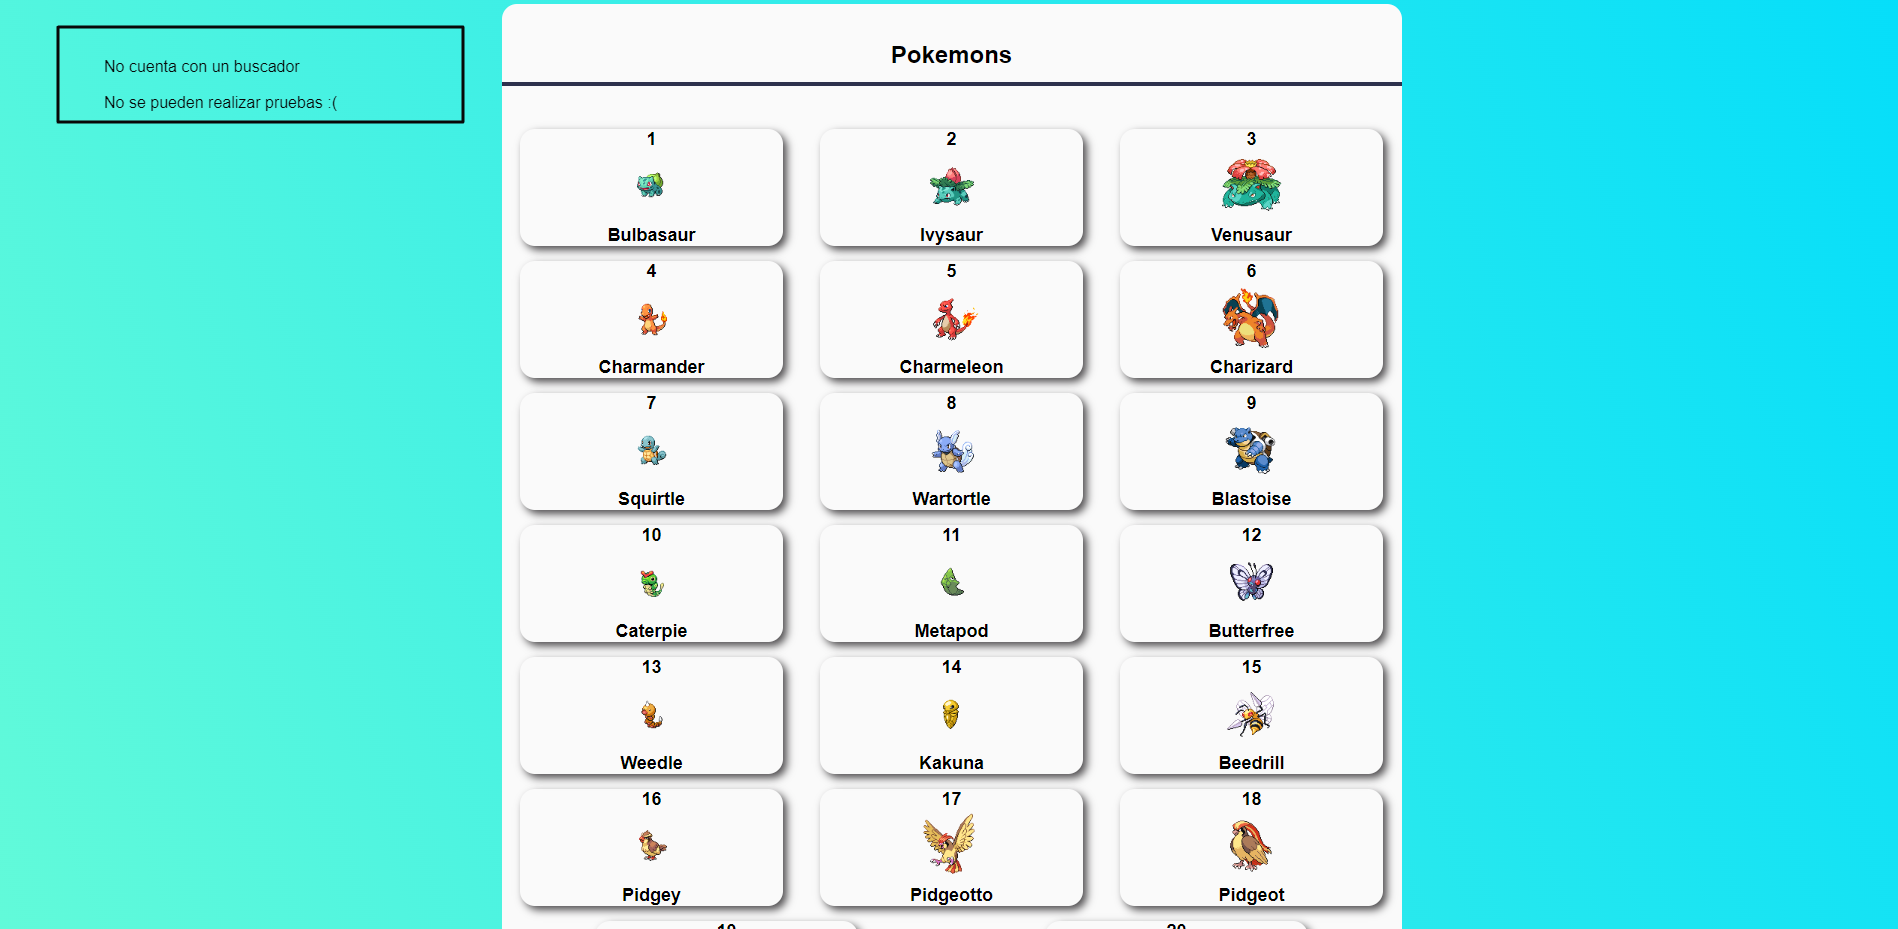 No cuenta con un buscador
No se pueden realizar pruebas :(
Pokemons
1
2
3
Bulbasaur
Ivysaur
Venusaur
4
5
6
Charmander
Charmeleon
Charizard
7
8
9
Squirtle
Wartortle
Blastoise
10
11
12
Caterpie
Metapod
Butterfree
13
14
15
Weedle
Kakuna
Beedrill
16
17
18
Pidgey
Pidgeotto
Pidgeot
19
20